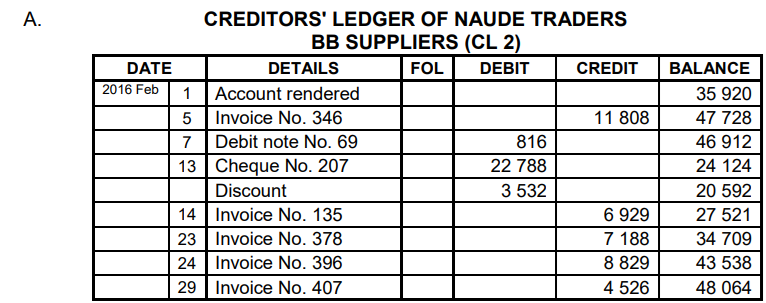 A. CREDITORS' LEDGER OF NAUDE TRADERS
BB SUPPLIERS (CL 2)
DATE DETAILS FOL DEBIT CREDIT BALANCE
2016 Feb 1 Account rendered 35 920
5 Invoice No. 346 11 808 47 728
7 Debit note No. 69 816 46 912
13 Cheque No. 207 22 788 24 124
Discount 3 532 20 592
14 Invoice No. 135 6 929 27 521
23 Invoice No. 378 7 188 34 709
24 Invoice No. 396 8 829 43 538
29 Invoice No. 407 4 526 48 064